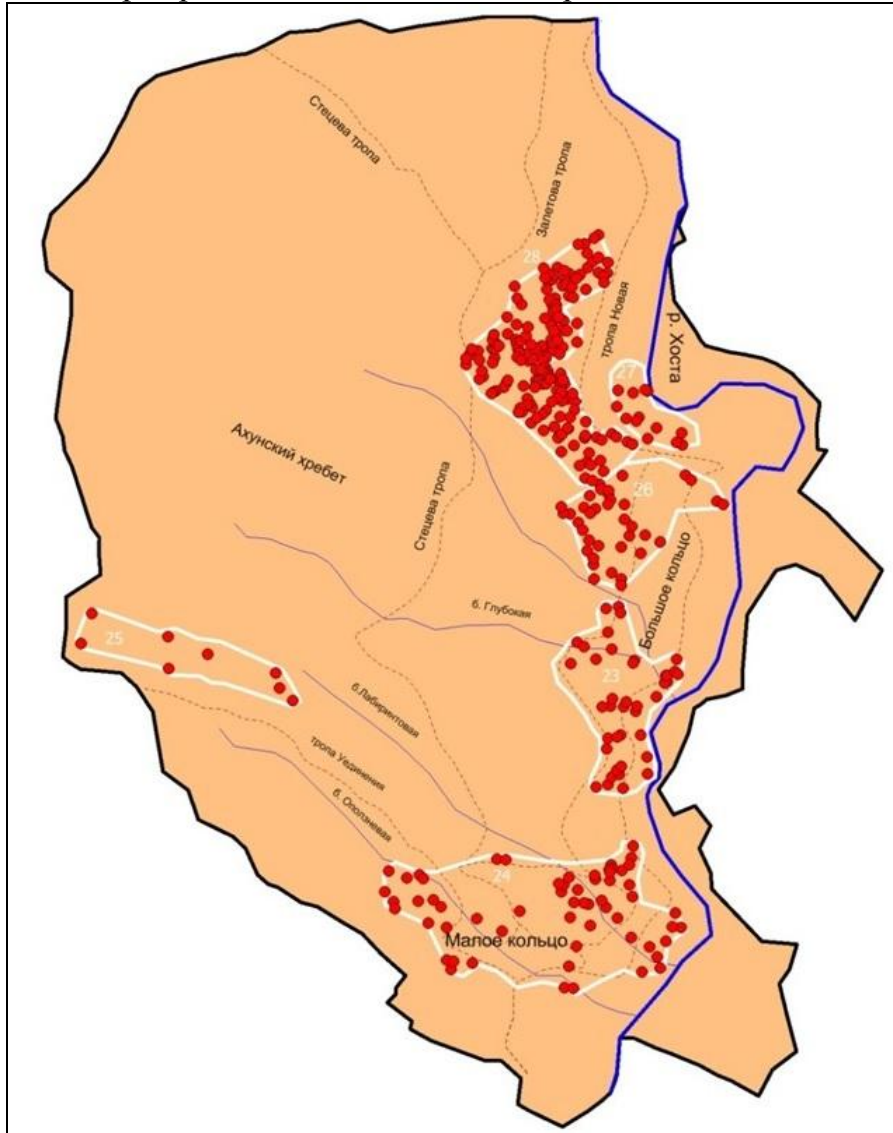 Стецева тропа
Запетова тропа
28
тропа Новая
р. Хоста
27
Ахунский хребет
26
Стецева тропа
Большое кольцо
б. Глубокая
25
23
б.Лабиринтовая
тропа Уединения
б. Оползневая
24
Малое кольцо